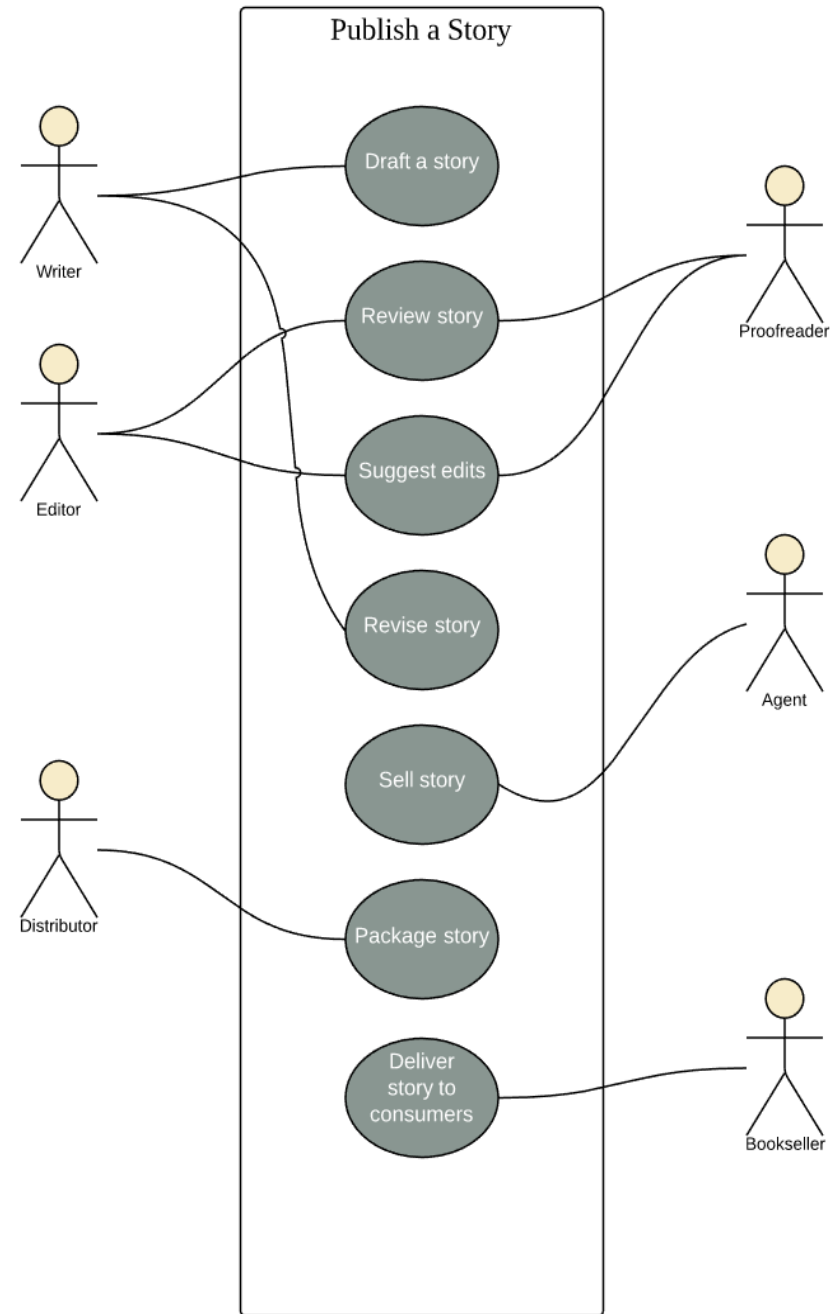 Publish a Story
Draft a story
Writer
Review story
Proofreader
Suggest edits
Editor
Revise story
Agent
Sell story
Distributor
Package story
Deliver
story to
consumers
Bookseller